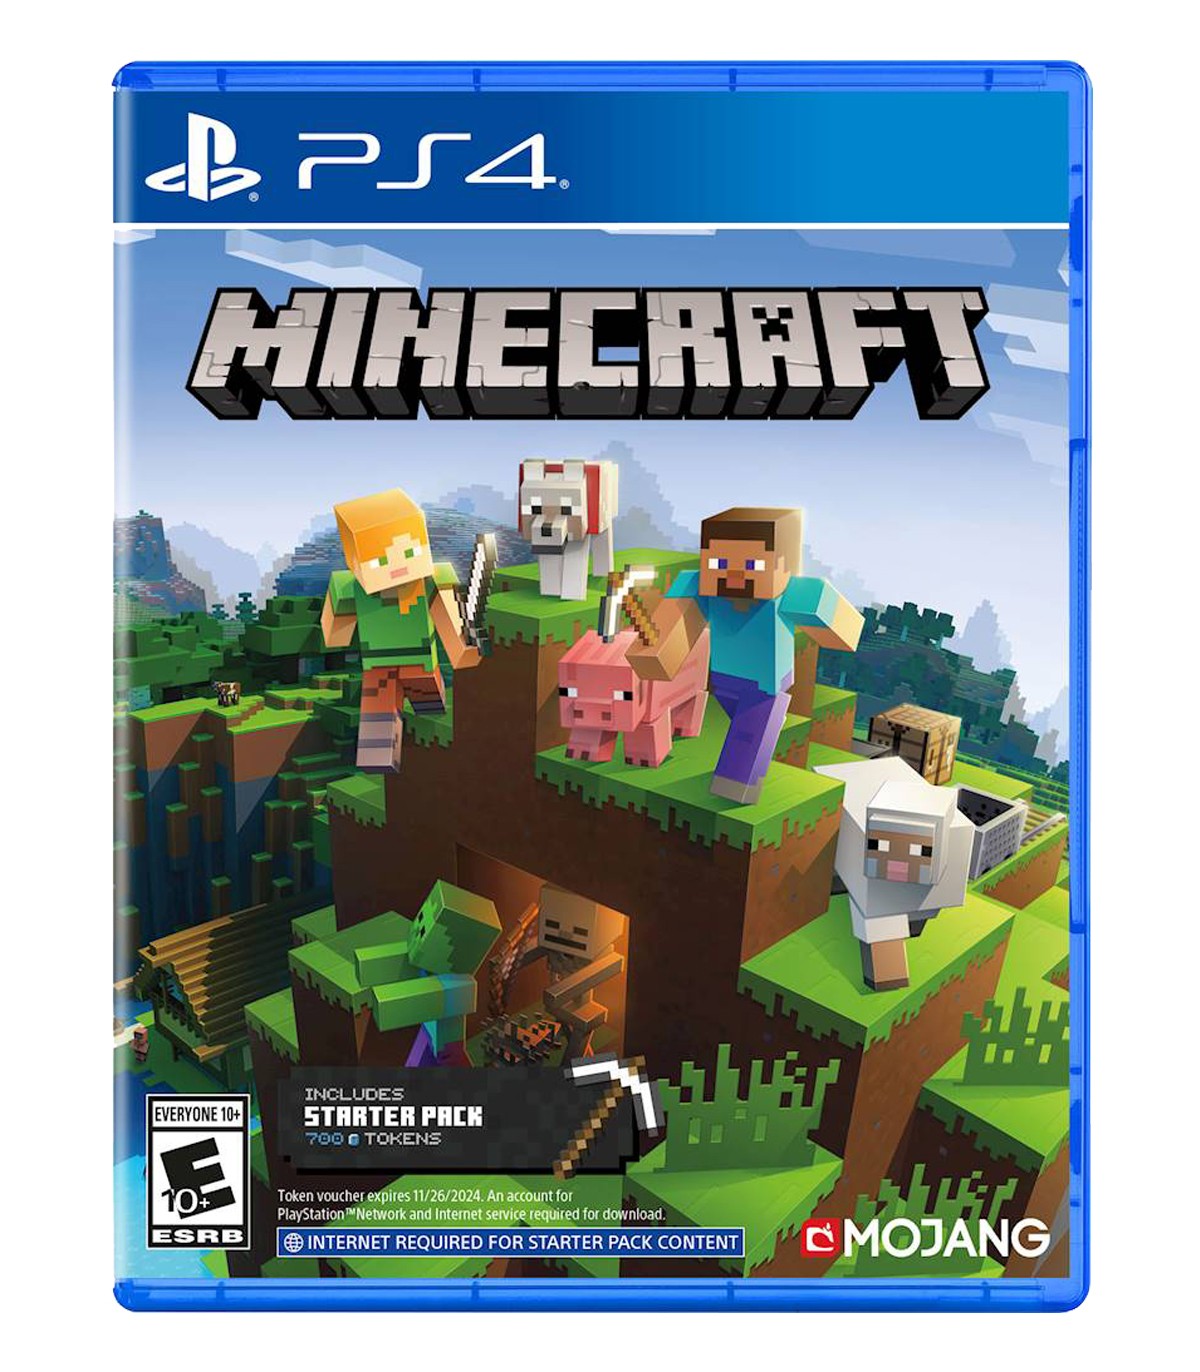 PS4
MINECRAFT
INCLUDES
STARTER PACK
700 TOKENS
EVERYONE 10+
E
10+
ESRB
Token voucher expires 11/26/2024. An account for
PlayStation™Network and Internet service required for download.
INTERNET REQUIRED FOR STARTER PACK CONTENT
MOJANG